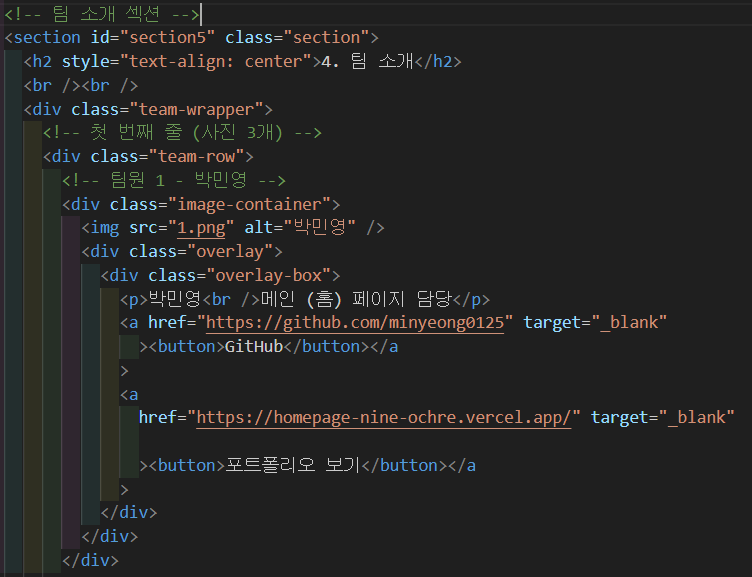 <!-- 팀 소개 섹션 -->
<section id="section5" class="section">
<h2 style="text-align: center">4. 팀 소개</h2>
<br /><br />
<div class="team-wrapper">
<!-- 첫 번째 줄 (사진 3개) -->
<div class="team-row">
<!-- 팀원 1 - 박민영 -->
<div class="image-container">
<img src="1.png" alt="박민영" />
<div class="overlay">
<div class="overlay-box">
<p>박민영<br />메인 (홈) 페이지 담당</p>
<a href="https://github.com/minyeong0125" target="_blank"
><button>GitHub</button></a
>
<a
href="https://homepage-nine-ochre.vercel.app/" target="_blank"
><button>포트폴리오 보기</button></a
>
</div>
</div>
</div>